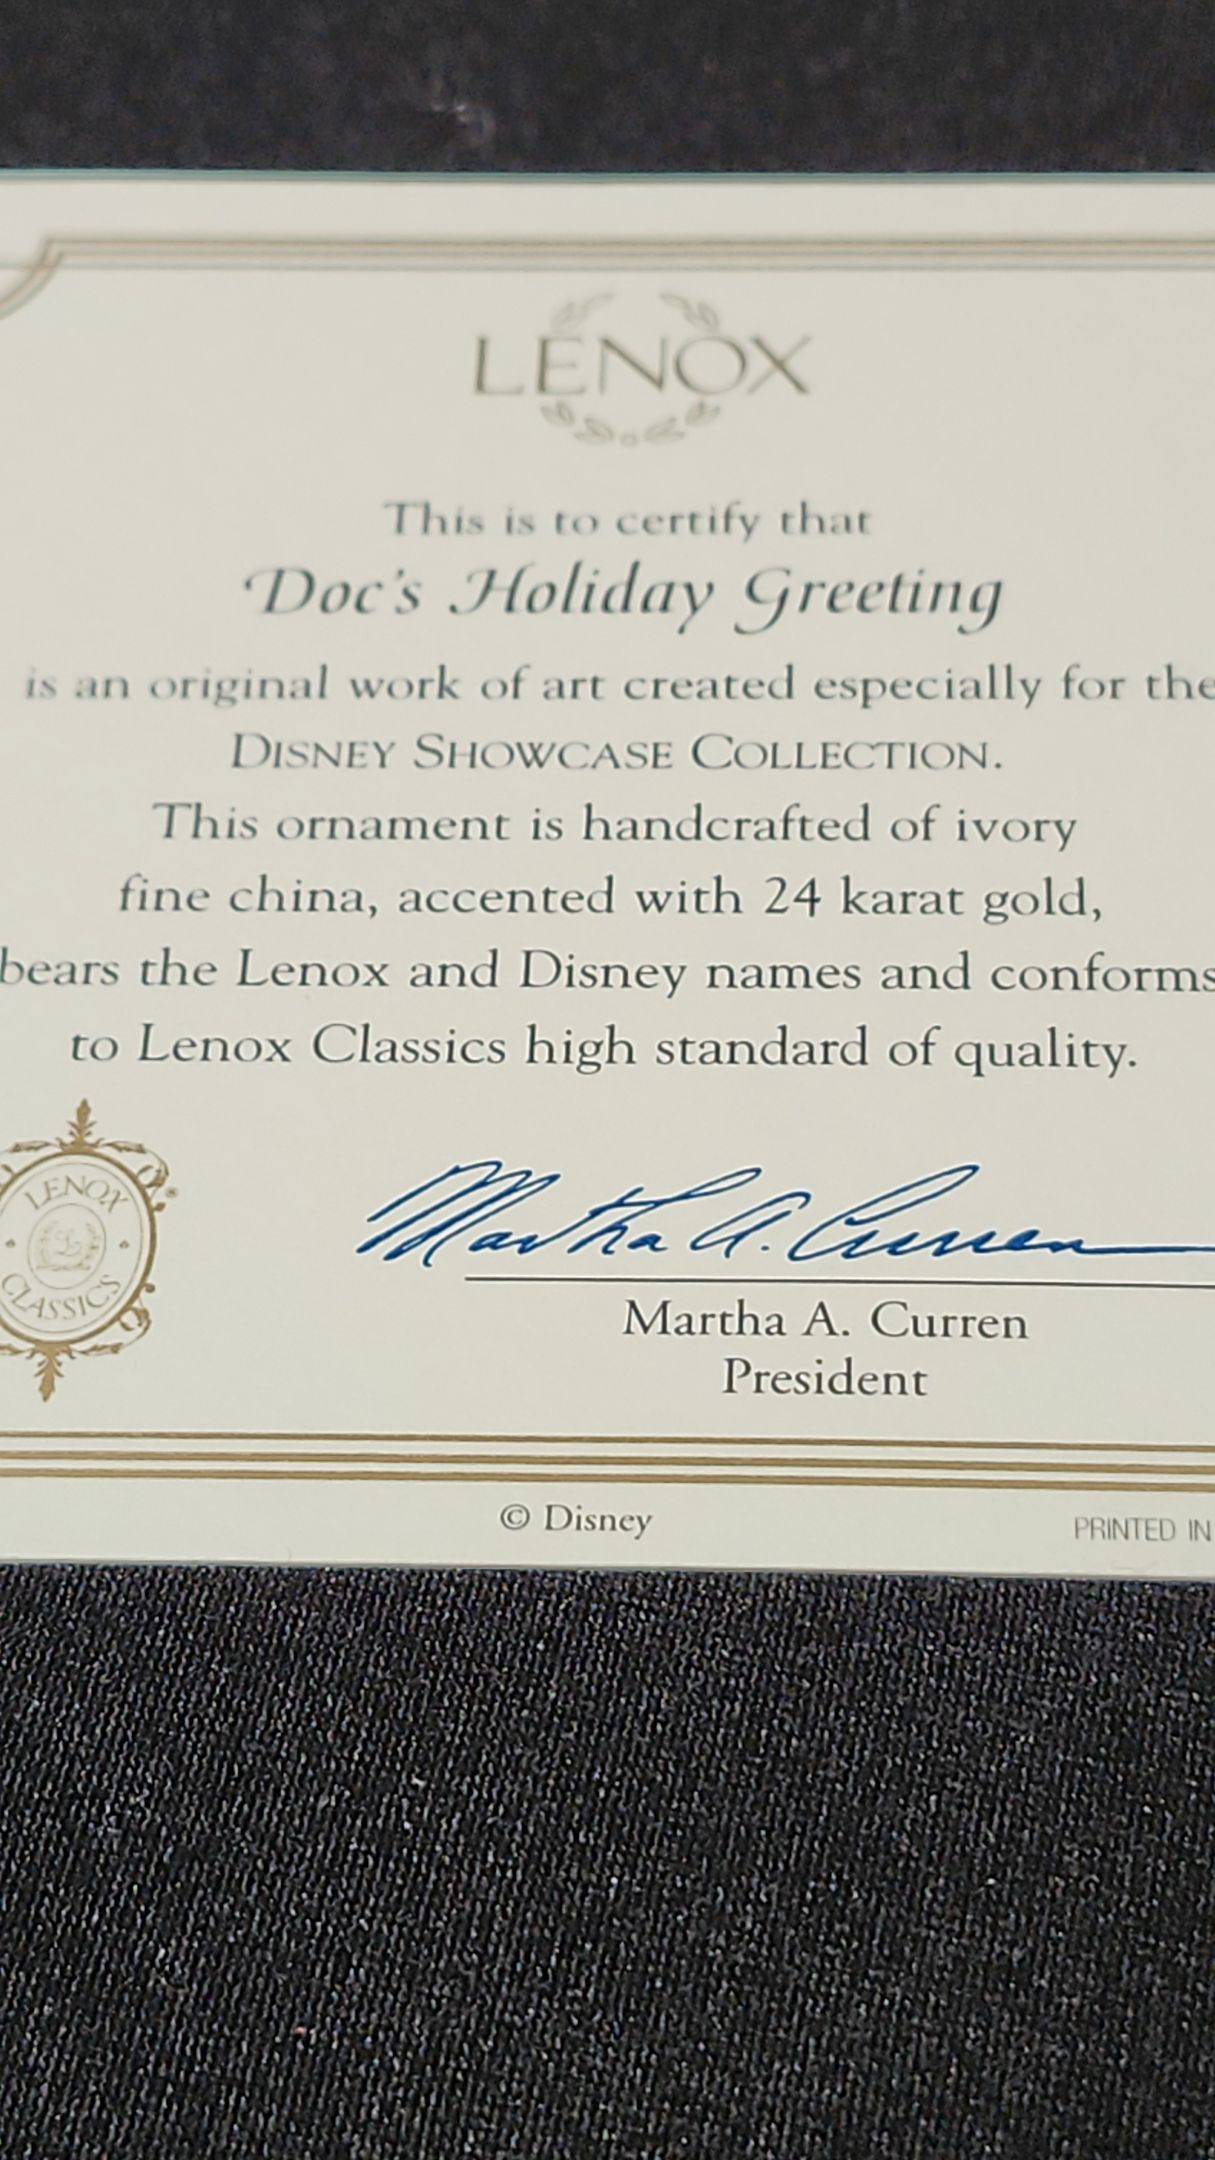 LENOX
This is to certify that
Doc's Holiday Greeting
is an original work of art created especially for the
DISNEY SHOWCASE COLLECTION.
This ornament is handcrafted of ivory
fine china, accented with 24 karat gold,
bears the Lenox and Disney names and conforms
to Lenox Classics high standard of quality.
LENOX
L
CLASSICS
®
Martha A. Curren
Martha A. Curren
President
© Disney
PRINTED IN